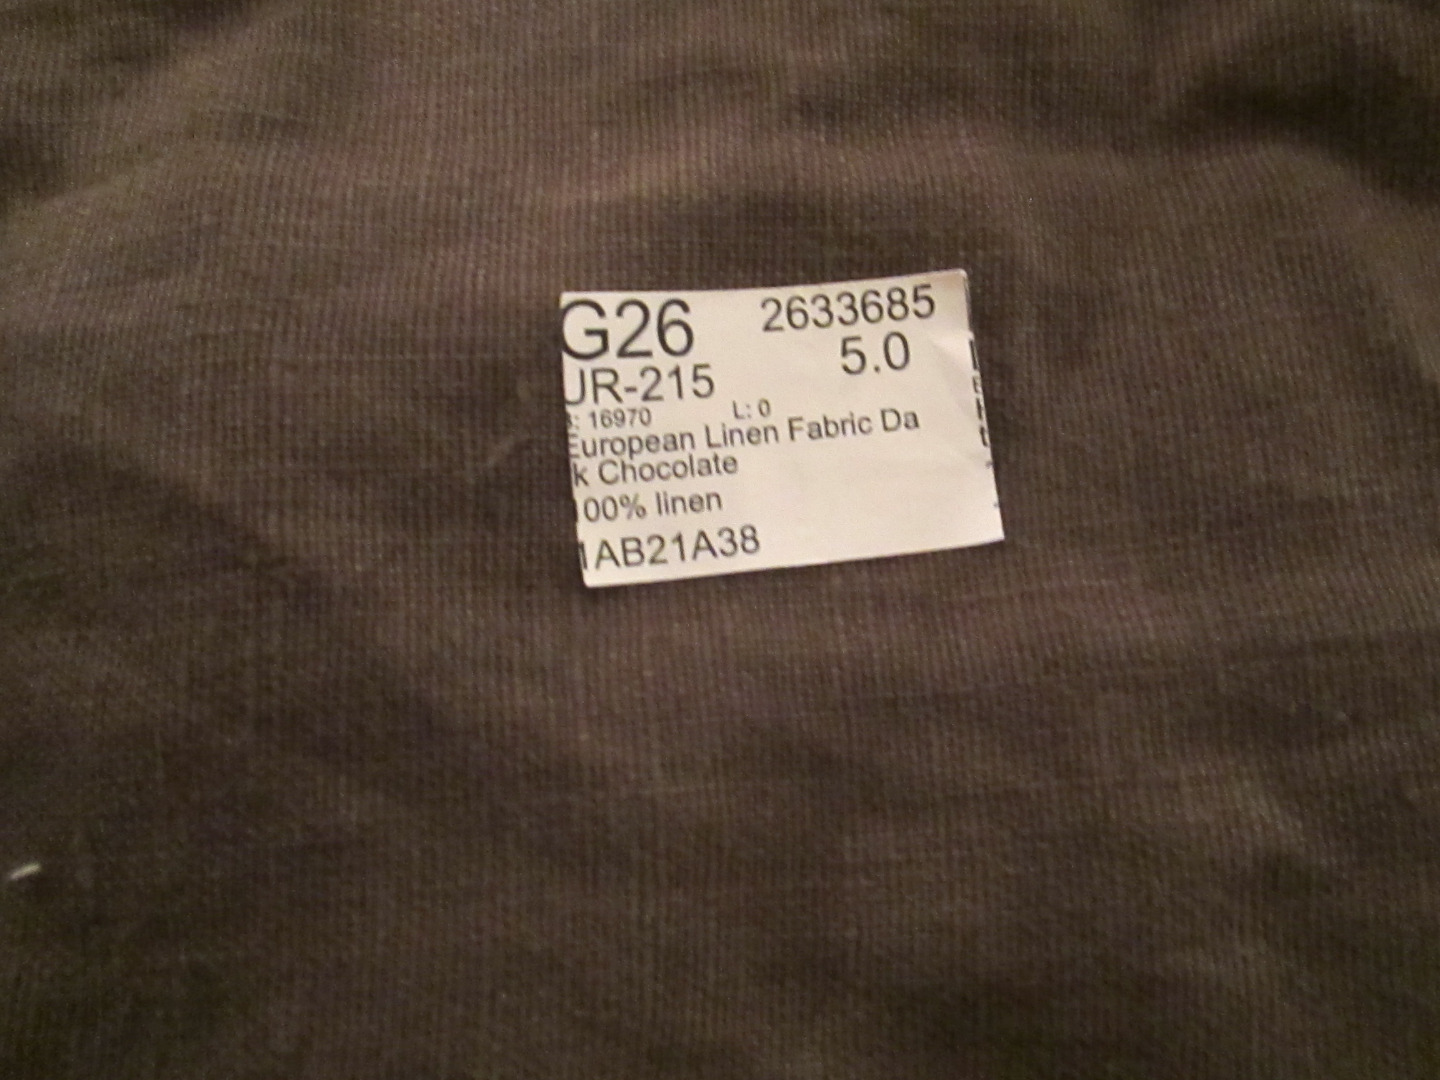 G26 2633685
UR-215 5.0
: 16970 L: 0
European Linen Fabric Da
k Chocolate
00% linen
1AB21A38